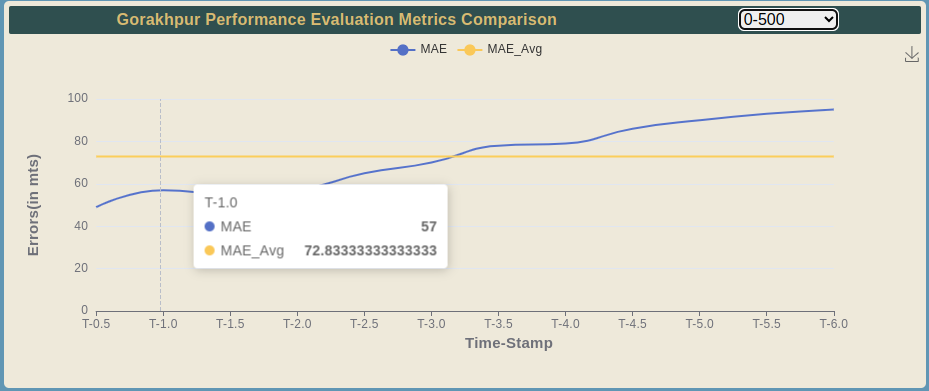 Gorakhpur Performance Evaluation Metrics Comparison 0-500
MAE MAE_Avg
100
80
60
40
20
0
Errors(in mts)
T-1.0
MAE 57
MAE_Avg 72.83333333333333
T-0.5 T-1.0 T-1.5 T-2.0 T-2.5 T-3.0 T-3.5 T-4.0 T-4.5 T-5.0 T-5.5 T-6.0
Time-Stamp